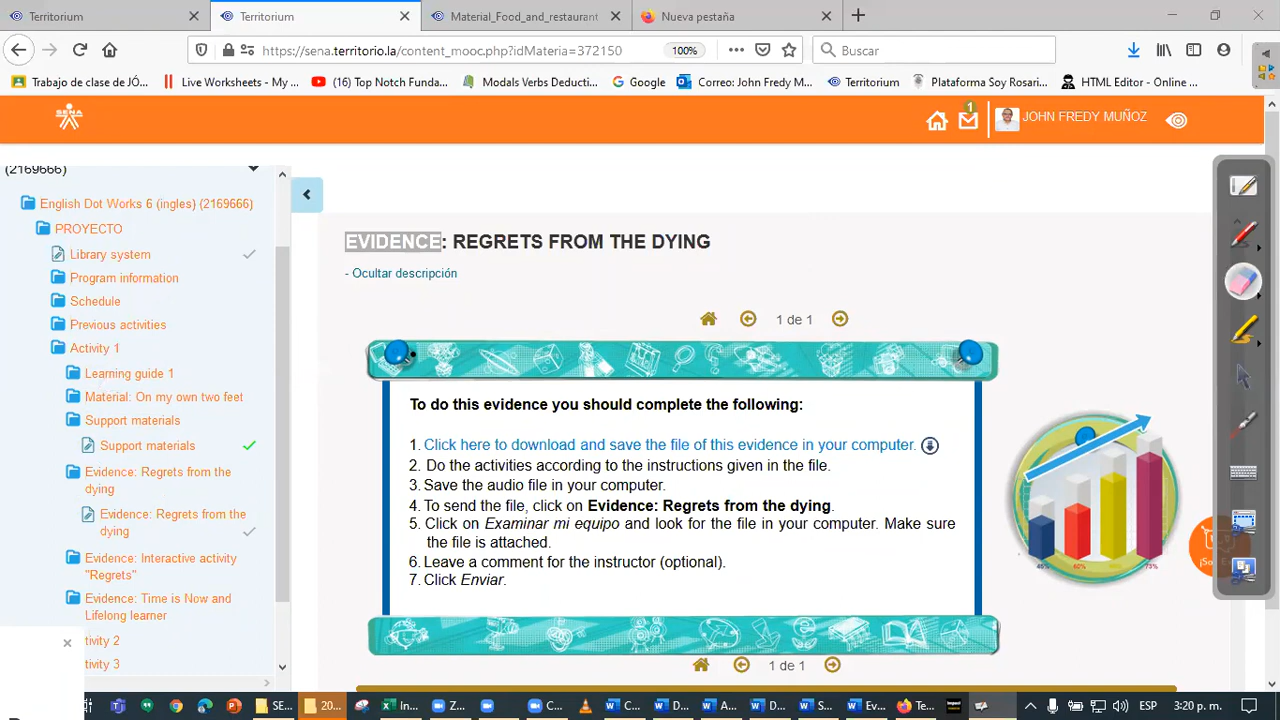 Territorium
Territorium
Material_Food_and_restaurant
Nueva pestaña
https://sena.territorio.la/content_mooc.php?idMateria=372150
100%
Buscar
Trabajo de clase de JÓ...
Live Worksheets - My ...
(16) Top Notch Funda...
Modals Verbs Deducti...
Google
Correo: John Fredy M...
Territorium
Plataforma Soy Rosari...
HTML Editor - Online ...
SENA
1
JOHN FREDY MUÑOZ
(2169666)
English Dot Works 6 (ingles) (2169666)
PROYECTO
Library system
Program information
Schedule
Previous activities
Activity 1
Learning guide 1
Material: On my own two feet
Support materials
Support materials
Evidence: Regrets from the
dying
Evidence: Regrets from the
dying
Evidence: Interactive activity
"Regrets"
Evidence: Time is Now and
Lifelong learner
tivity 2
tivity 3
EVIDENCE: REGRETS FROM THE DYING
- Ocultar descripción
1 de 1
To do this evidence you should complete the following:
1. Click here to download and save the file of this evidence in your computer.
2. Do the activities according to the instructions given in the file.
3. Save the audio file in your computer.
4. To send the file, click on Evidence: Regrets from the dying.
5. Click on Examinar mi equipo and look for the file in your computer. Make sure
the file is attached.
6. Leave a comment for the instructor (optional).
7. Click Enviar.
1 de 1
45% 60% 73%
SE...
20...
In...
Z...
C...
C...
D...
D...
S...
Ev...
Te...
ESP
3:20 p. m.